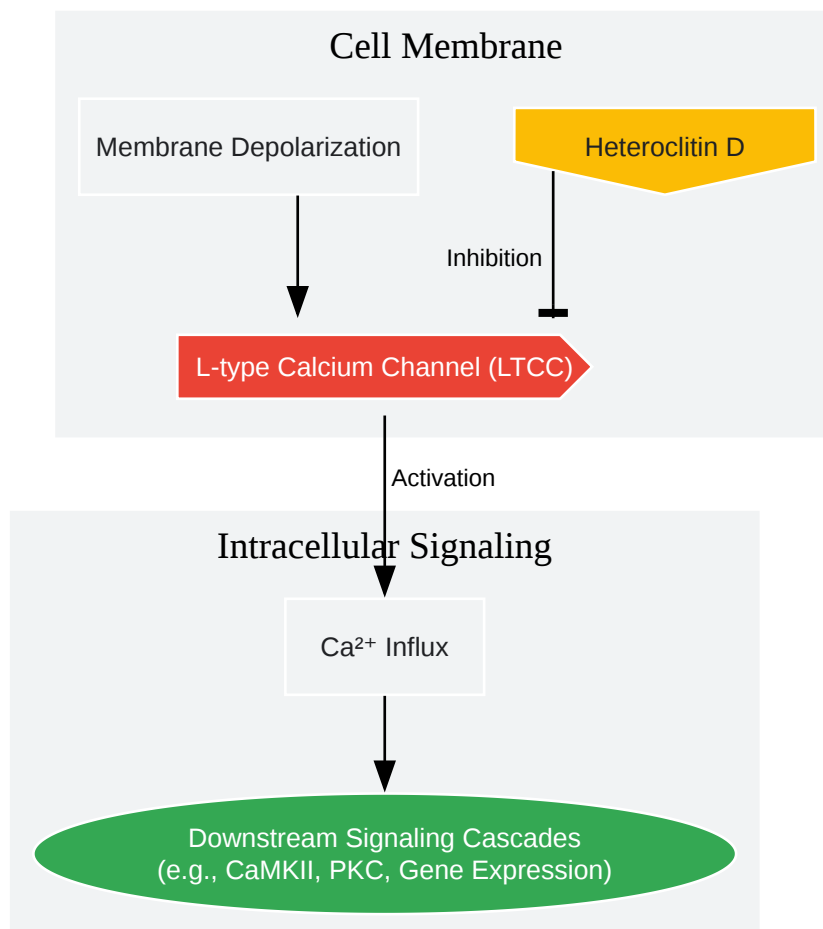 Cell Membrane
Membrane Depolarization
Heteroclitin D
Inhibition
L-type Calcium Channel (LTCC)
Activation
Intracellular Signaling
Ca²⁺ Influx
Downstream Signaling Cascades
(e.g., CaMKII, PKC, Gene Expression)